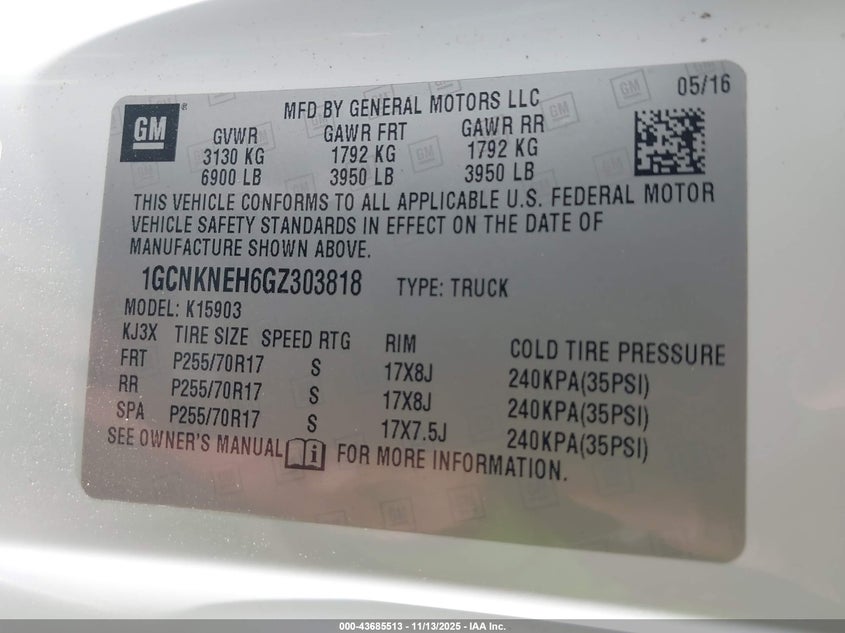 GM ® MFD BY GENERAL MOTORS LLC 05/16
GVWR GAWR FRT GAWR RR
3130 KG 1792 KG 1792 KG
6900 LB 3950 LB 3950 LB
THIS VEHICLE CONFORMS TO ALL APPLICABLE U.S. FEDERAL MOTOR
VEHICLE SAFETY STANDARDS IN EFFECT ON THE DATE OF
MANUFACTURE SHOWN ABOVE.
1GCNKNEH6GZ303818 TYPE: TRUCK
MODEL: K15903
KJ3X TIRE SIZE SPEED RTG RIM COLD TIRE PRESSURE
FRT P255/70R17 S 17X8J 240KPA(35PSI)
RR P255/70R17 S 17X8J 240KPA(35PSI)
SPA P255/70R17 S 17X7.5J 240KPA(35PSI)
SEE OWNER'S MANUAL i FOR MORE INFORMATION.
000-43685513 - 11/13/2025 - IAA Inc.